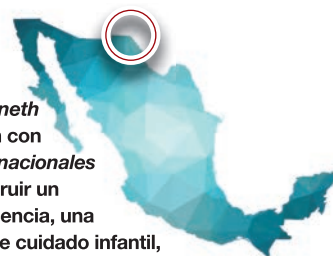 neth
con
nacionales
ruir un
encia, una
e cuidado infantil,